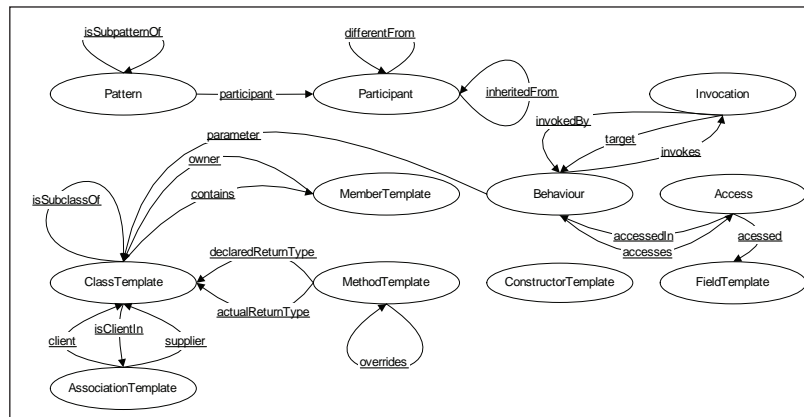 isSubpatternOf
differentFrom
Pattern
participant
Participant
inheritedFrom
Invocation
invokedBy
target
invokes
parameter
owner
contains
isSubclassOf
MemberTemplate
Behaviour
Access
accessedIn
accesses
acessed
declaredReturnType
ClassTemplate
MethodTemplate
ConstructorTemplate
FieldTemplate
actualReturnType
isClientIn
client
supplier
overrides
AssociationTemplate